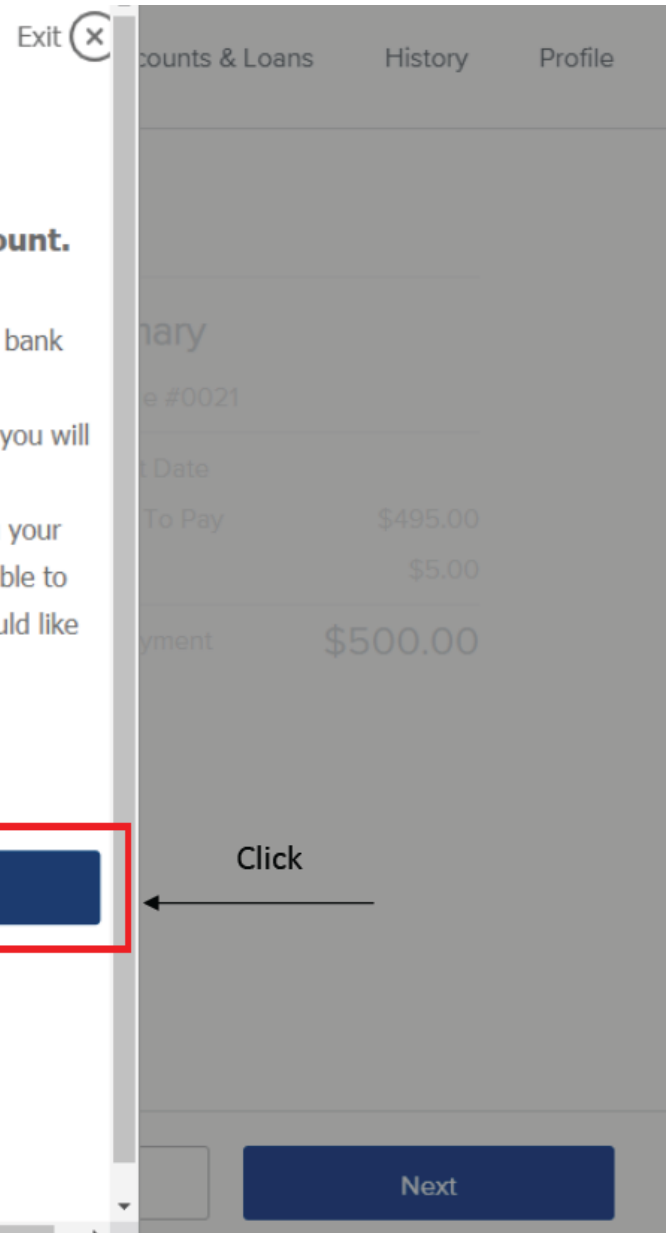 Exit
counts & Loans History Profile
ount.
bank
nary
e #0021
you will
t Date
your
To Pay $495.00
ble to
$5.00
uld like
yment $500.00
Click
Next